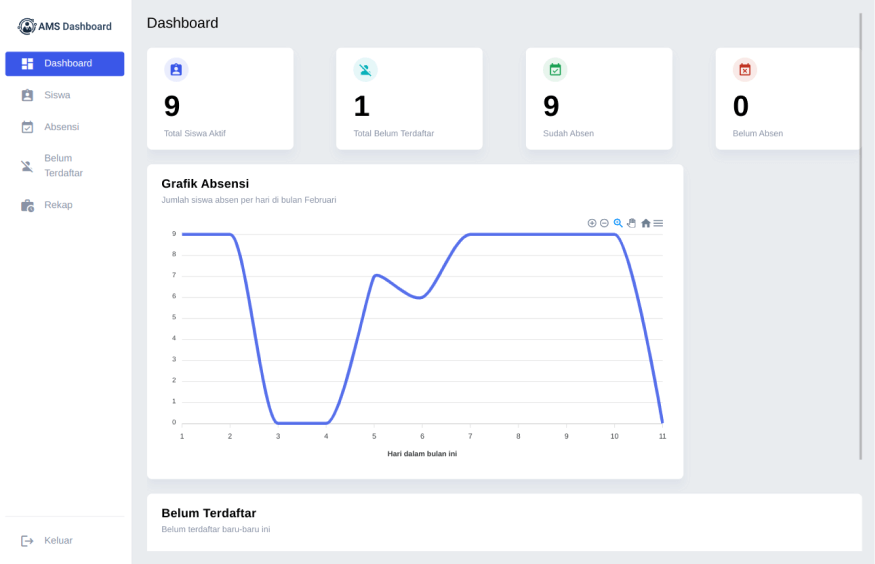 AMS Dashboard
Dashboard
Siswa
Absensi
Belum
Terdaftar
Rekap
Keluar
Dashboard
9
Total Siswa Aktif
1
Total Belum Terdaftar
9
Sudah Absen
0
Belum Absen
Grafik Absensi
Jumlah siswa absen per hari di bulan Februari
9
8
7
6
5
4
3
2
1
0
1 2 3 4 5 6 7 8 9 10 11
Hari dalam bulan ini
Belum Terdaftar
Belum terdaftar baru-baru ini